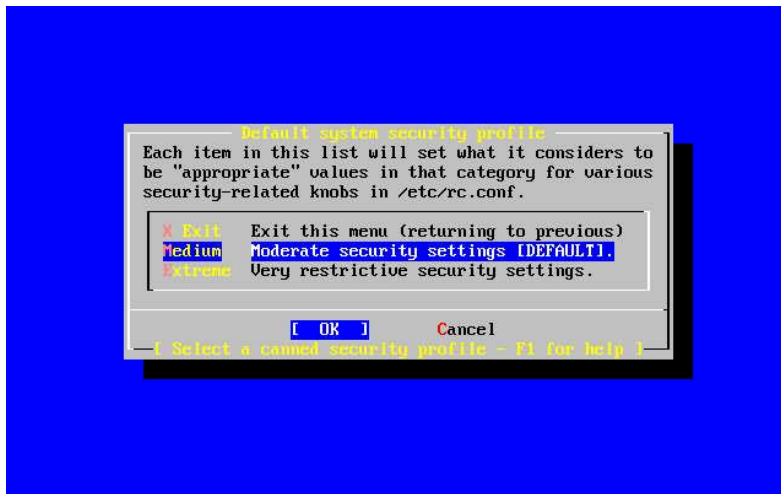 Default system security profile
Each item in this list will set what it considers to
be "appropriate" values in that category for various
security-related knobs in /etc/rc.conf.
X Exit Exit this menu (returning to previous)
Medium Moderate security settings [DEFAULT].
Extreme Very restrictive security settings.
[ OK ] Cancel
[ Select a canned security profile - F1 for help ]